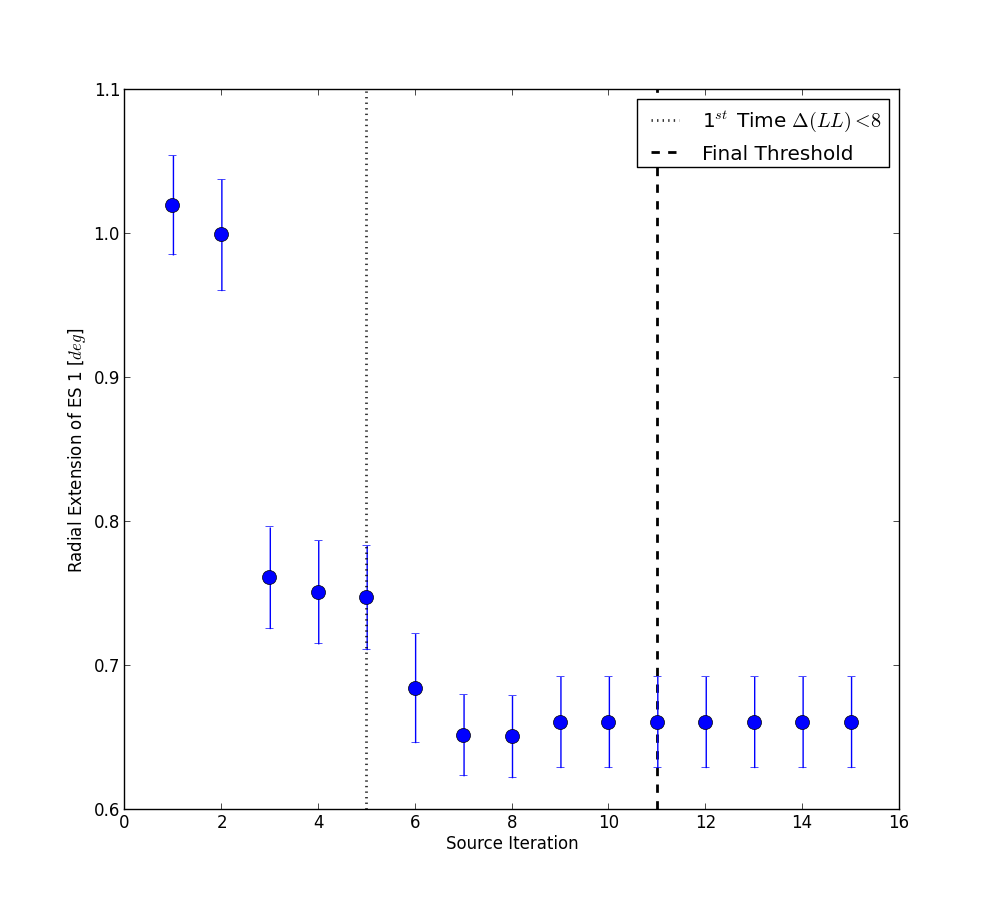 1.1
1.0
0.9
0.8
0.7
0.6
Radial Extension of ES 1 [deg]
1st Time Δ(LL) <8
Final Threshold
0 2 4 6 8 10 12 14 16
Source Iteration